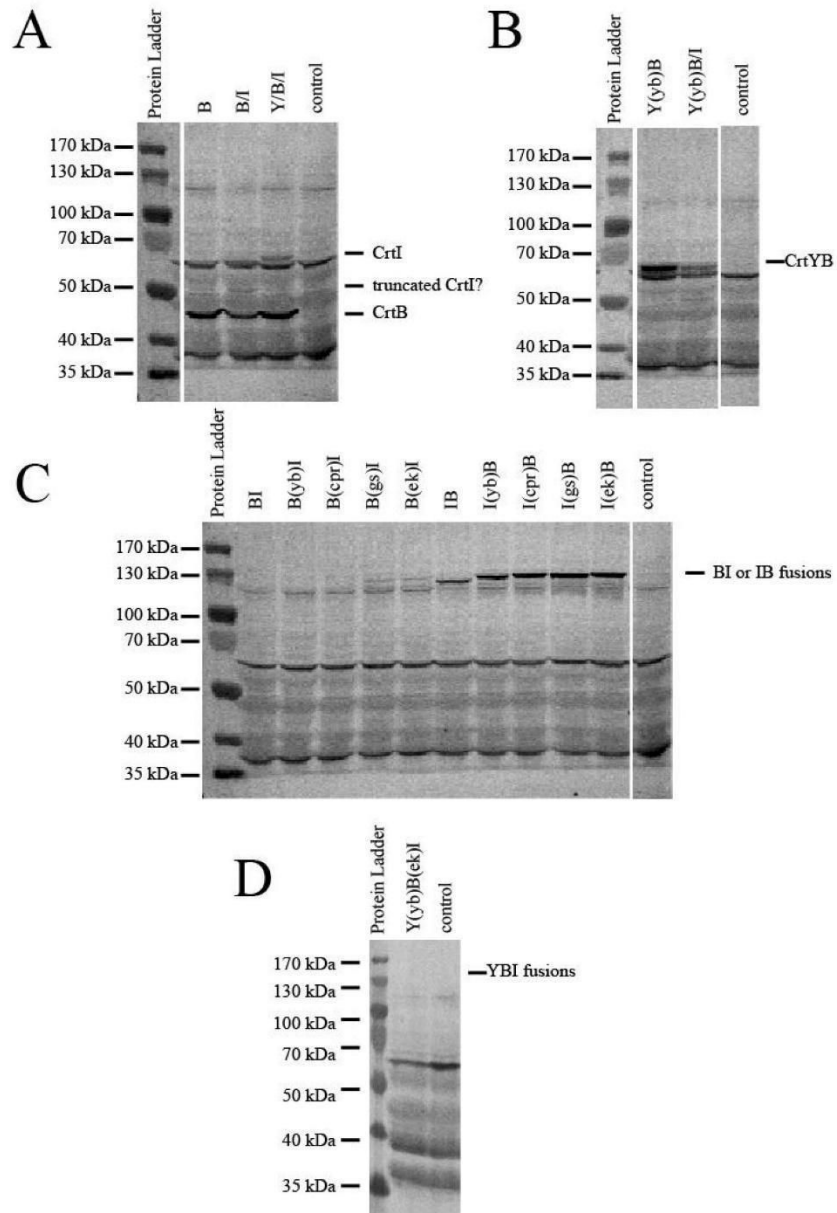 A
Protein Ladder
B
B/I
Y/B/I
control
170 kDa
130 kDa
100 kDa
70 kDa
50 kDa
40 kDa
35 kDa
CrtI
truncated CrtI?
CrtB
B
Protein Ladder
Y(yb)B
Y(yb)B/I
control
170 kDa
130 kDa
100 kDa
70 kDa
50 kDa
40 kDa
35 kDa
CrtYB
C
Protein Ladder
BI
B(yb)I
B(cpr)I
B(gs)I
B(ek)I
IB
I(yb)B
I(cpr)B
I(gs)B
I(ek)B
control
170 kDa
130 kDa
100 kDa
70 kDa
50 kDa
40 kDa
35 kDa
BI or IB fusions
D
Protein Ladder
Y(yb)B(ek)I
control
170 kDa
130 kDa
100 kDa
70 kDa
50 kDa
40 kDa
35 kDa
YBI fusions